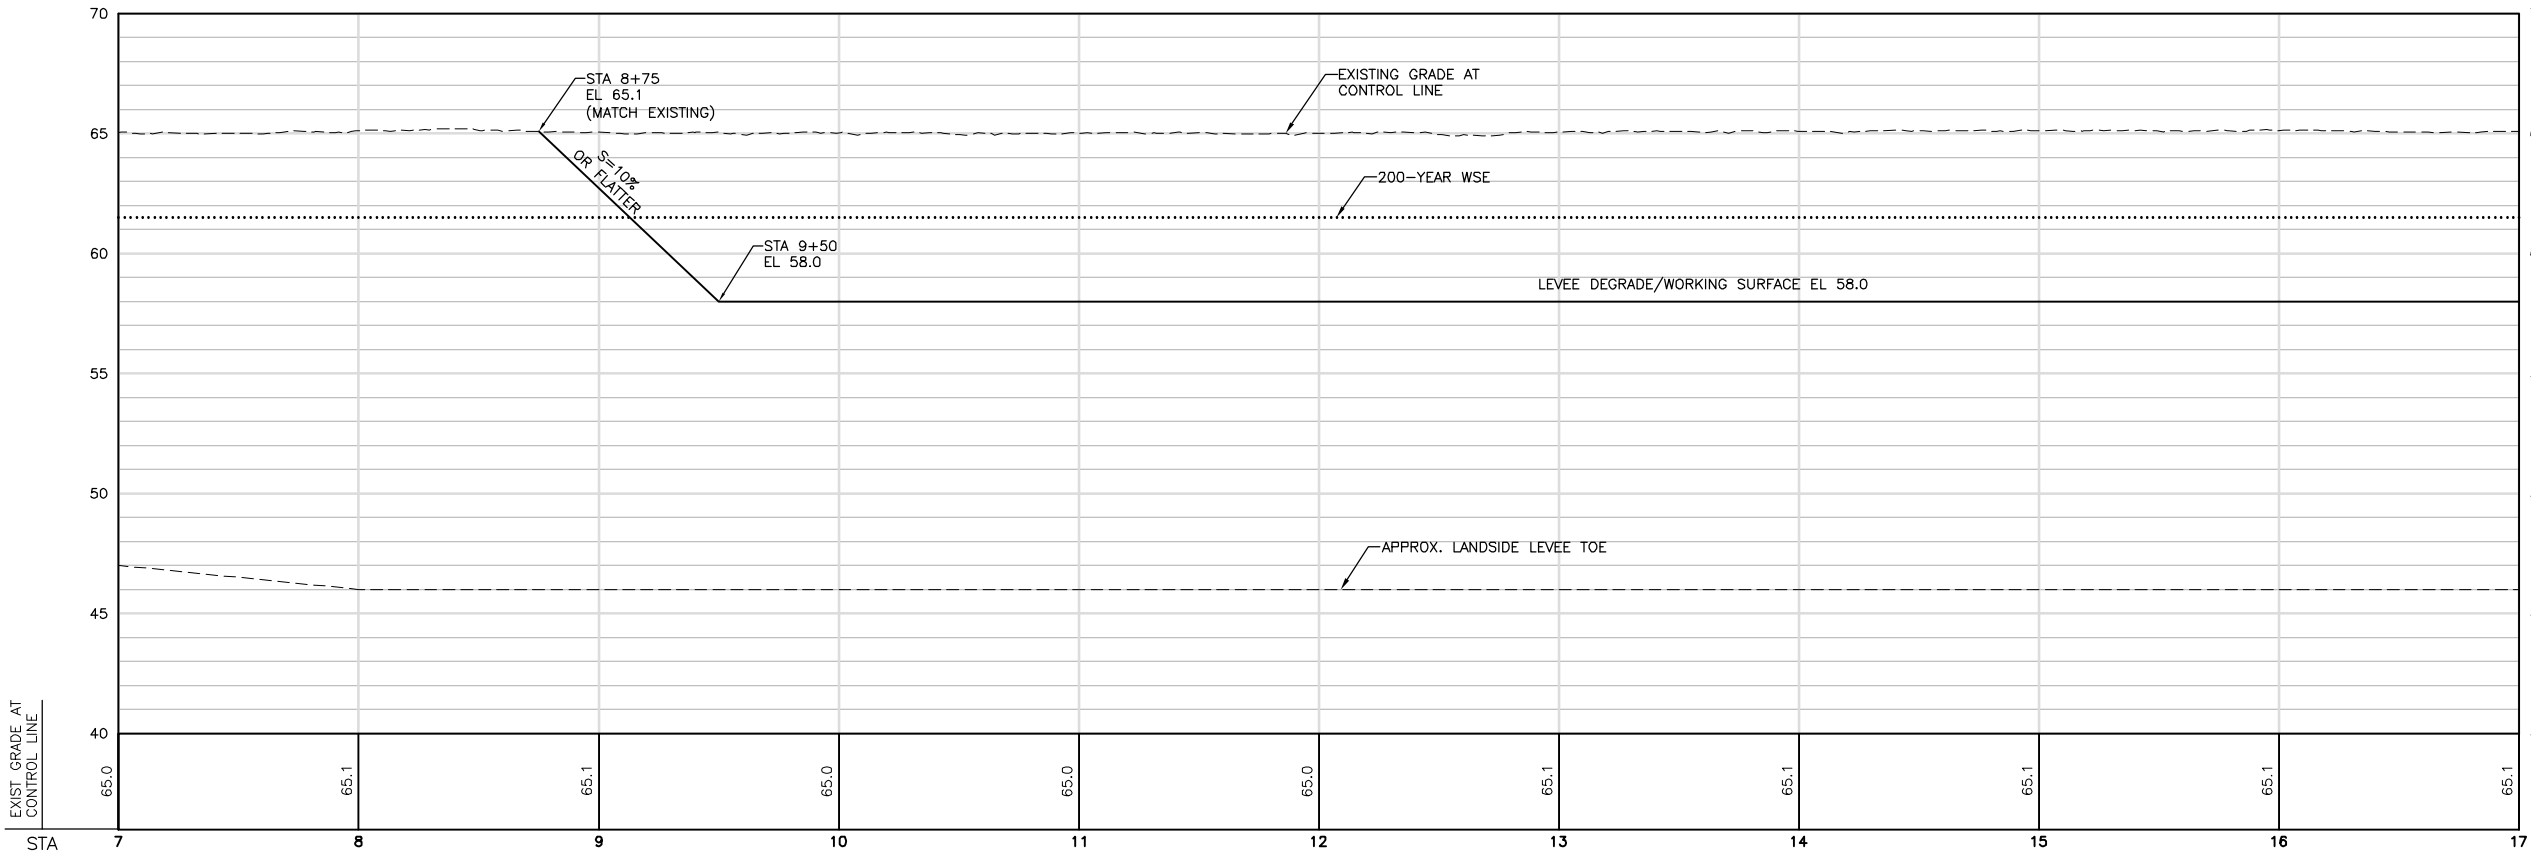 70
65
60
55
50
45
40
STA 8+75
EL 65.1
(MATCH EXISTING)
EXISTING GRADE AT
CONTROL LINE
S=10%
OR FLATTER
200-YEAR WSE
STA 9+50
EL 58.0
LEVEE DEGRADE/WORKING SURFACE EL 58.0
APPROX. LANDSIDE LEVEE TOE
EXIST GRADE AT
CONTROL LINE
65.0
65.1
65.1
65.0
65.0
65.0
65.1
65.1
65.1
65.1
65.1
STA
7
8
9
10
11
12
13
14
15
16
17